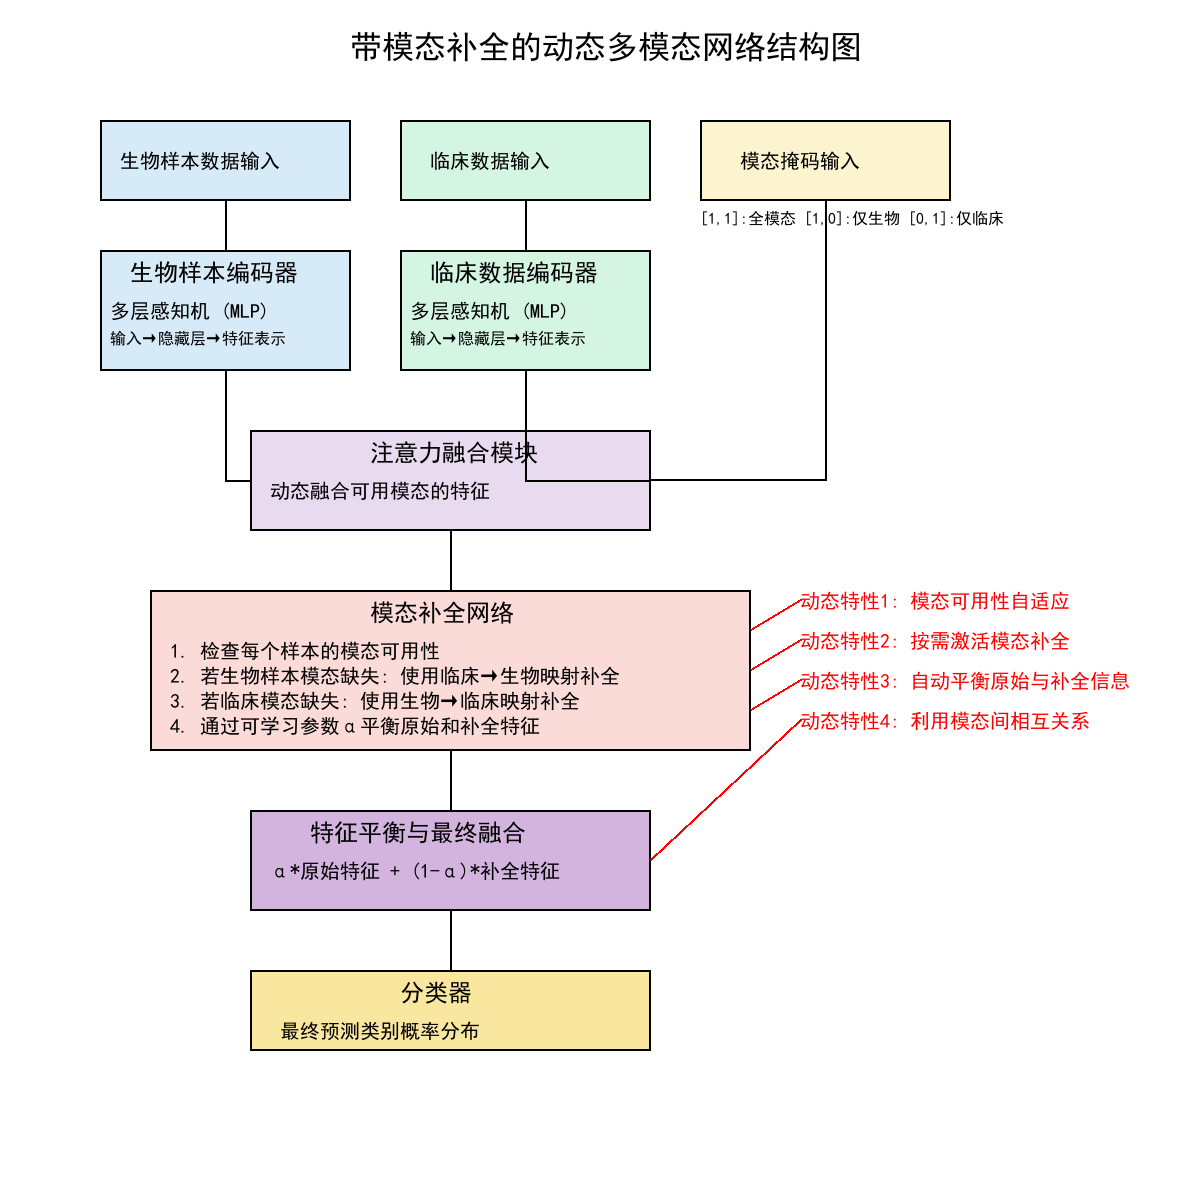 带模态补全的动态多模态网络结构图
生物样本数据输入
临床数据输入
模态掩码输入
[1,1]:全模态 [1,0]:仅生物 [0,1]:仅临床
生物样本编码器
多层感知机 (MLP)
输入→隐藏层→特征表示
临床数据编码器
多层感知机 (MLP)
输入→隐藏层→特征表示
注意力融合模块
动态融合可用模态的特征
模态补全网络
1. 检查每个样本的模态可用性
2. 若生物样本模态缺失: 使用临床→生物映射补全
3. 若临床模态缺失: 使用生物→临床映射补全
4. 通过可学习参数α平衡原始和补全特征
动态特性1: 模态可用性自适应
动态特性2: 按需激活模态补全
动态特性3: 自动平衡原始与补全信息
动态特性4: 利用模态间相互关系
特征平衡与最终融合
α*原始特征 + (1-α)*补全特征
分类器
最终预测类别概率分布